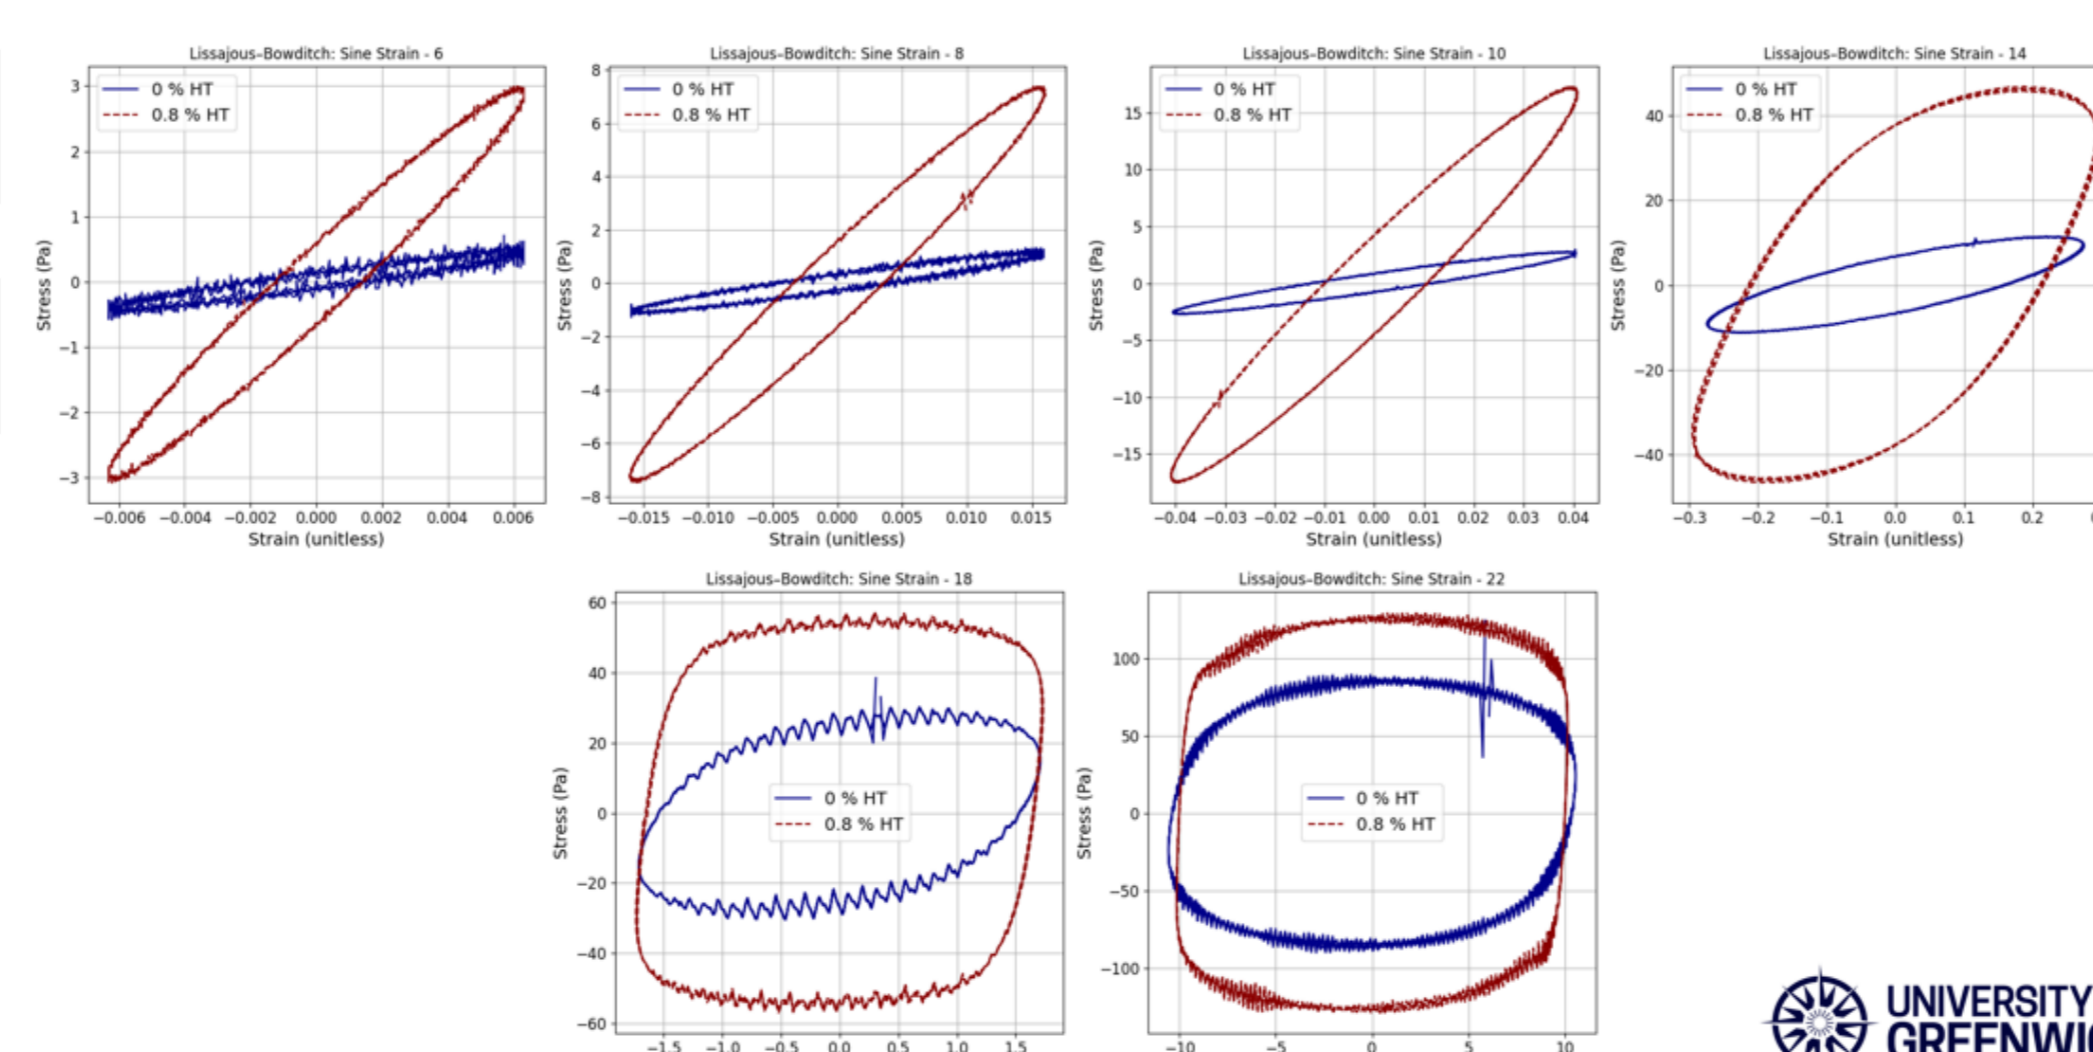 Lissajous–Bowditch: Sine Strain - 6
0 % HT
0.8 % HT
3
2
1
0
−1
−2
−3
Stress (Pa)
−0.006 −0.004 −0.002 0.000 0.002 0.004 0.006
Strain (unitless)
Lissajous–Bowditch: Sine Strain - 8
0 % HT
0.8 % HT
8
6
4
2
0
−2
−4
−6
−8
Stress (Pa)
−0.015 −0.010 −0.005 0.000 0.005 0.010 0.015
Strain (unitless)
Lissajous–Bowditch: Sine Strain - 10
0 % HT
0.8 % HT
15
10
5
0
−5
−10
−15
Stress (Pa)
−0.04 −0.03 −0.02 −0.01 0.00 0.01 0.02 0.03 0.04
Strain (unitless)
Lissajous–Bowditch: Sine Strain - 14
0 % HT
0.8 % HT
40
20
0
−20
−40
Stress (Pa)
−0.3 −0.2 −0.1 0.0 0.1 0.2
Strain (unitless)
Lissajous–Bowditch: Sine Strain - 18
60
40
20
0
−20
−40
−60
Stress (Pa)
0 % HT
0.8 % HT
−1.5 −1.0 −0.5 0.0 0.5 1.0 1.5
Lissajous–Bowditch: Sine Strain - 22
100
50
0
−50
−100
Stress (Pa)
0 % HT
0.8 % HT
−10 −5 0 5 10
UNIVERSITY
GREENWIC